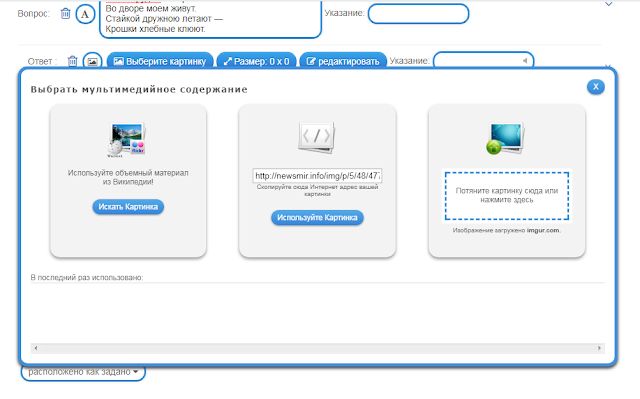 Вопрос:
A
Во дворе моем живут.
Стайкой дружною летают —
Крошки хлебные клюют.
Указание:
Ответ :
Выберите картинку
Размер: 0 x 0
редактировать
Указание:
Выбрать мультимедийное содержание
X
Используйте объемный материал
из Википедии!
Искать Картинка
http://newsmir.info/img/p/5/48/477
Скопируйте сюда Интернет адрес вашей
картинки
Используйте Картинка
Потяните картинку сюда или
нажмите здесь
Изображение загружено imgur.com.
В последний раз использовано:
расположено как задано